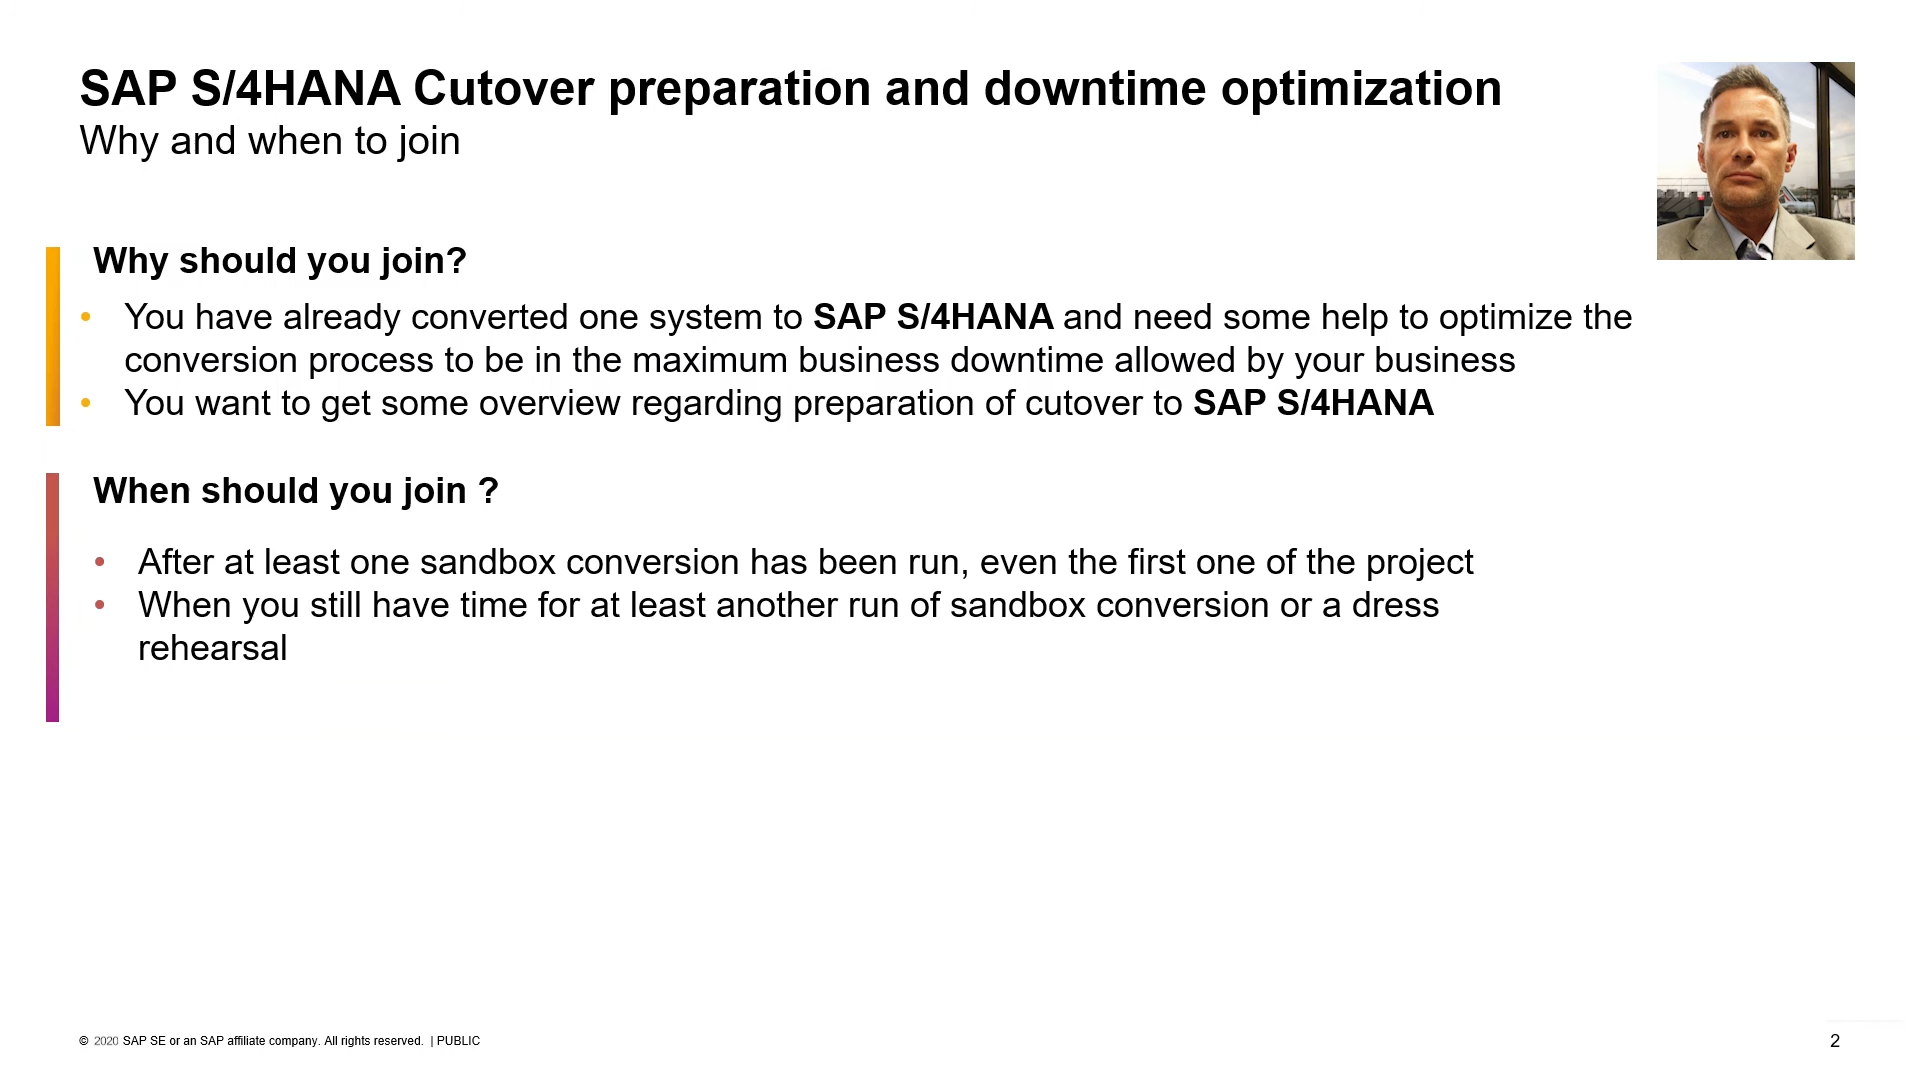 SAP S/4HANA Cutover preparation and downtime optimization
Why and when to join
Why should you join?
• You have already converted one system to SAP S/4HANA and need some help to optimize the
conversion process to be in the maximum business downtime allowed by your business
• You want to get some overview regarding preparation of cutover to SAP S/4HANA
When should you join ?
• After at least one sandbox conversion has been run, even the first one of the project
• When you still have time for at least another run of sandbox conversion or a dress
rehearsal
© 2020 SAP SE or an SAP affiliate company. All rights reserved. | PUBLIC
2